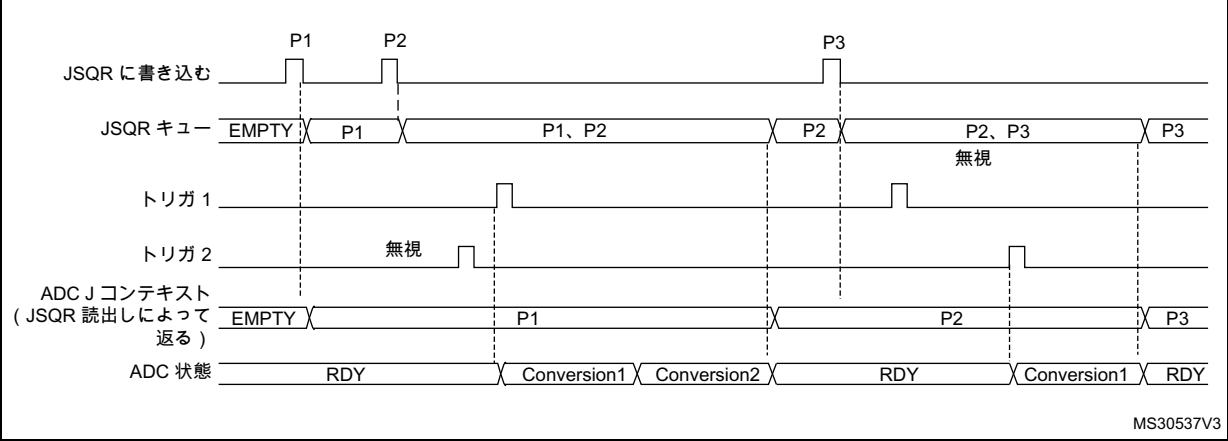 P1 P2 P3
JSQR に書き込む
JSQR キュー EMPTY P1 P1、P2 P2 P2、P3 P3
無視
トリガ 1
トリガ 2 無視
ADC J コンテキスト
( JSQR 読出しによって
返る ) EMPTY P1 P2 P3
ADC 状態 RDY Conversion1 Conversion2 RDY Conversion1 RDY
MS30537V3